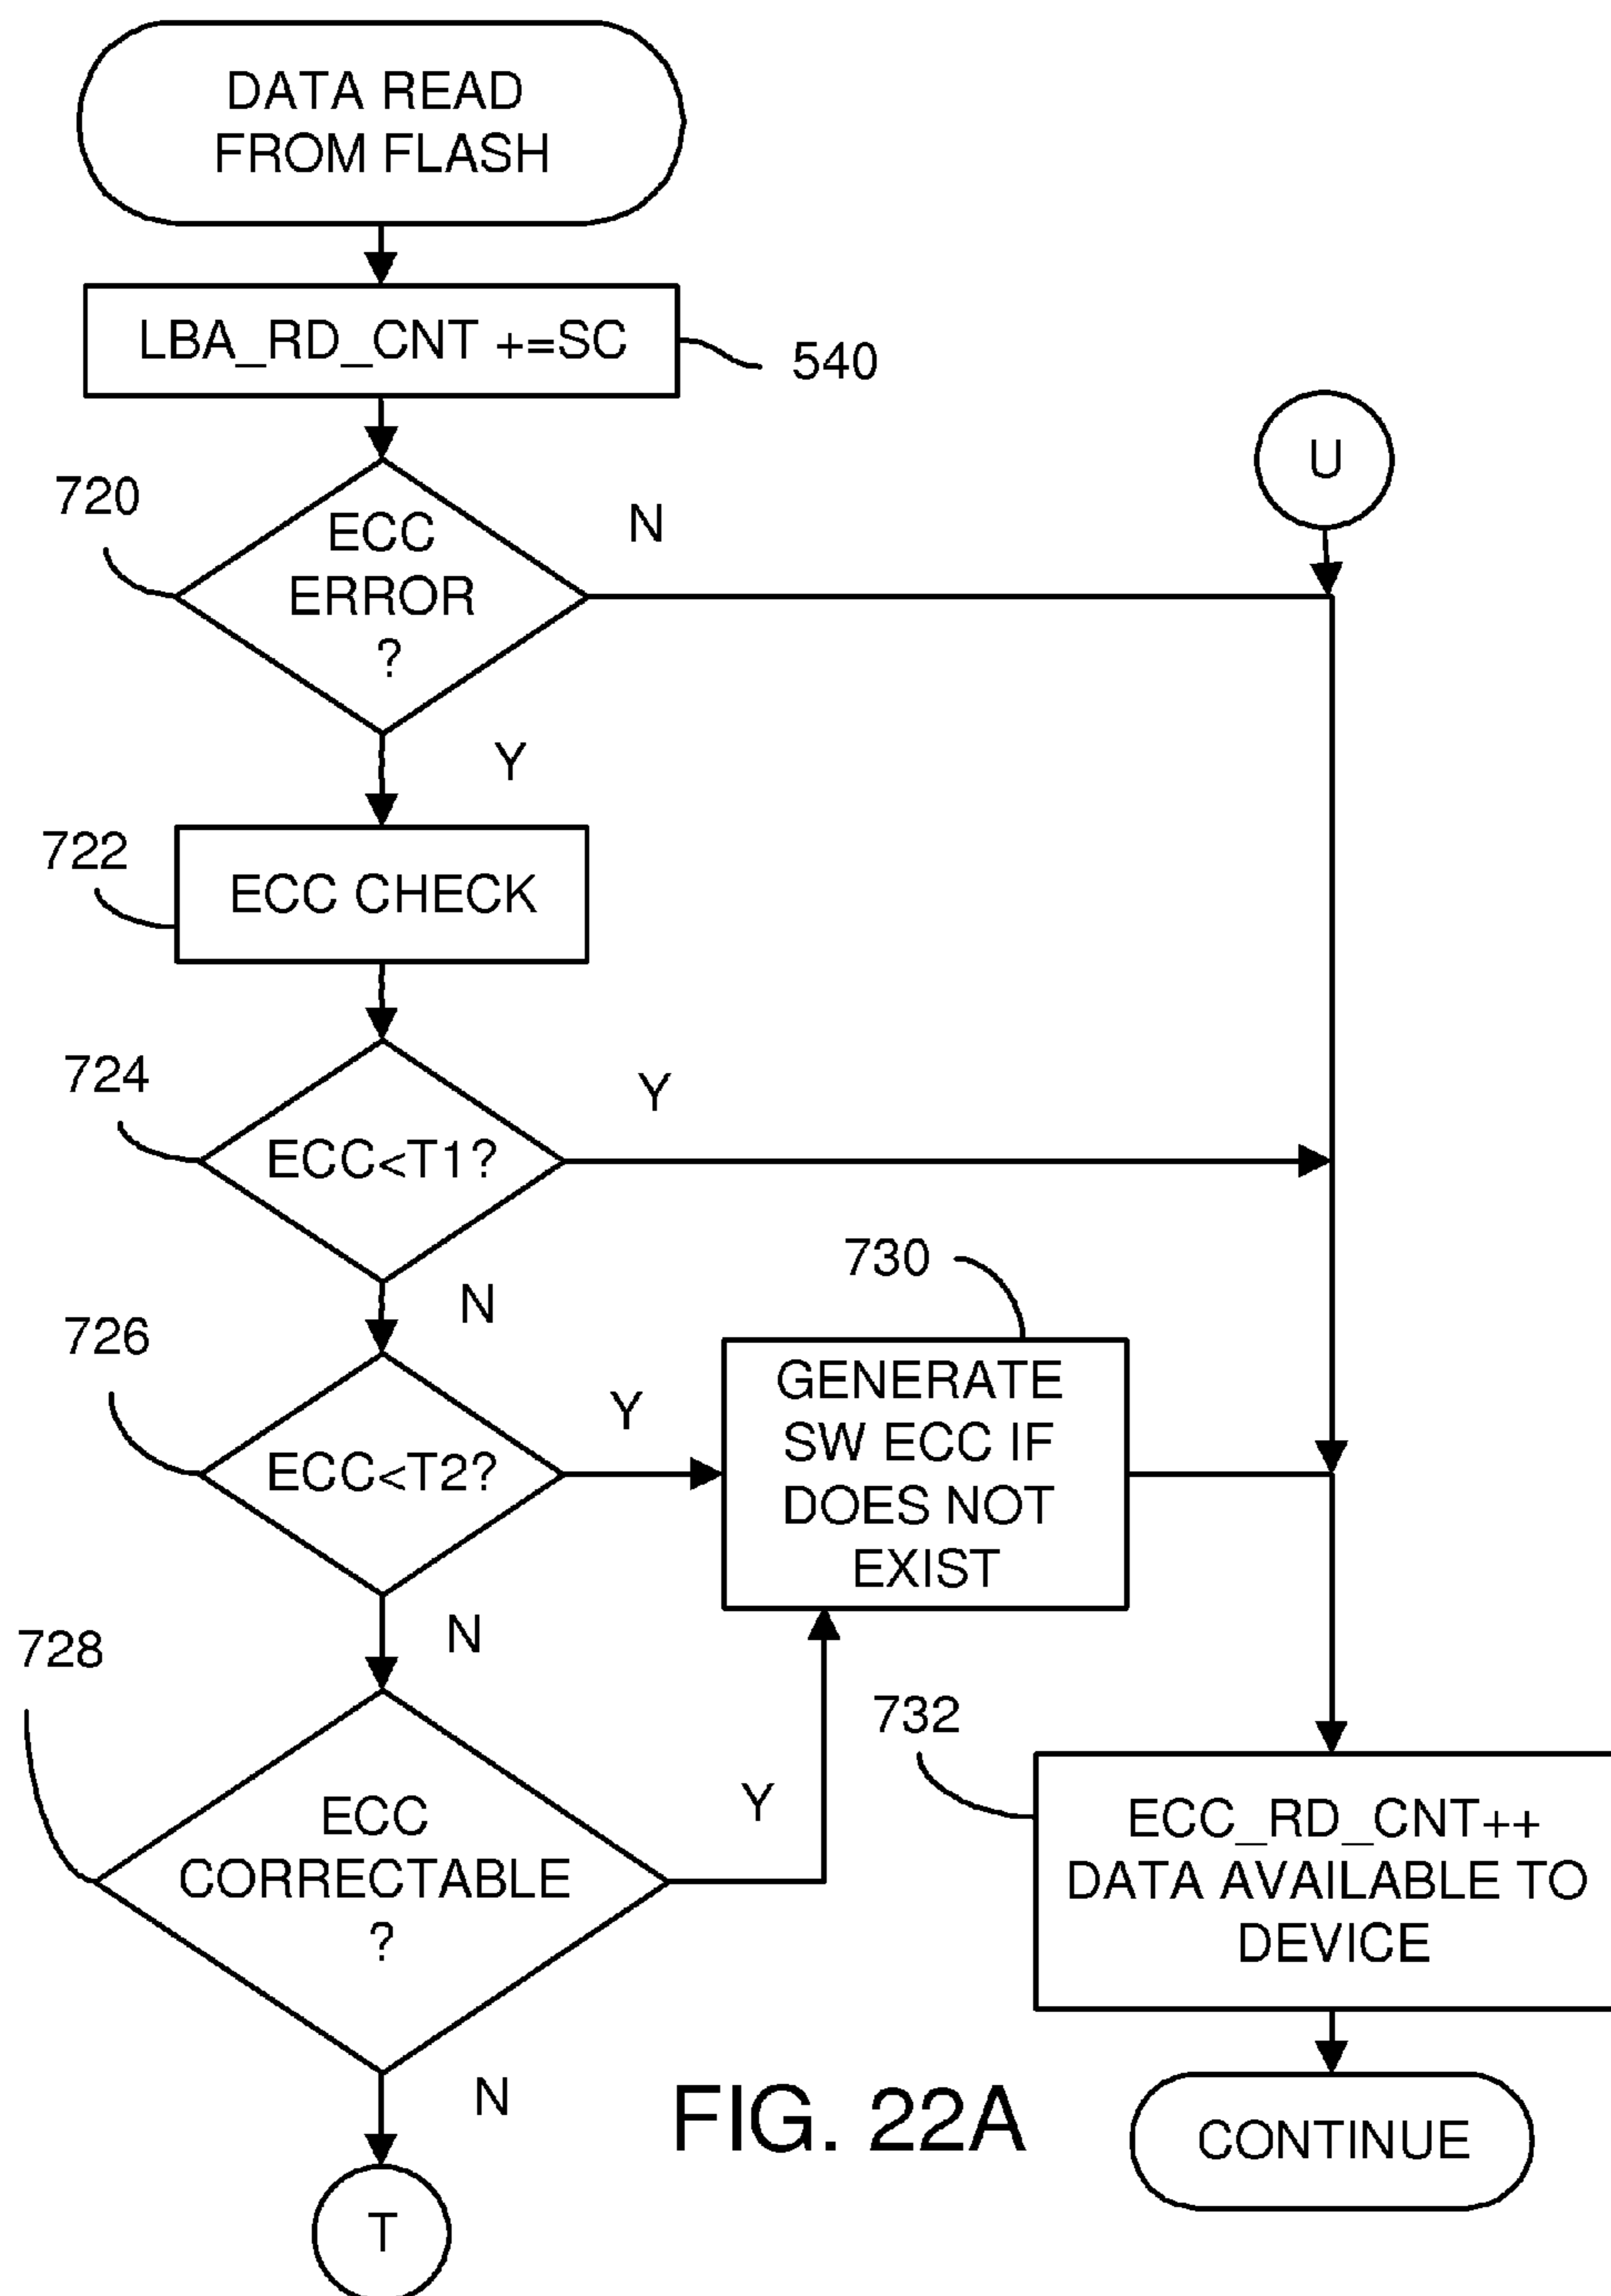 DATA READ
FROM FLASH
LBA_RD_CNT +=SC
540
U
720
ECC
ERROR
?
N
Y
722
ECC CHECK
724
ECC<T1?
Y
N
730
726
ECC<T2?
Y
GENERATE
SW ECC IF
DOES NOT
EXIST
N
728
ECC
CORRECTABLE
?
Y
732
ECC_RD_CNT++
DATA AVAILABLE TO
DEVICE
N
FIG. 22A
CONTINUE
T